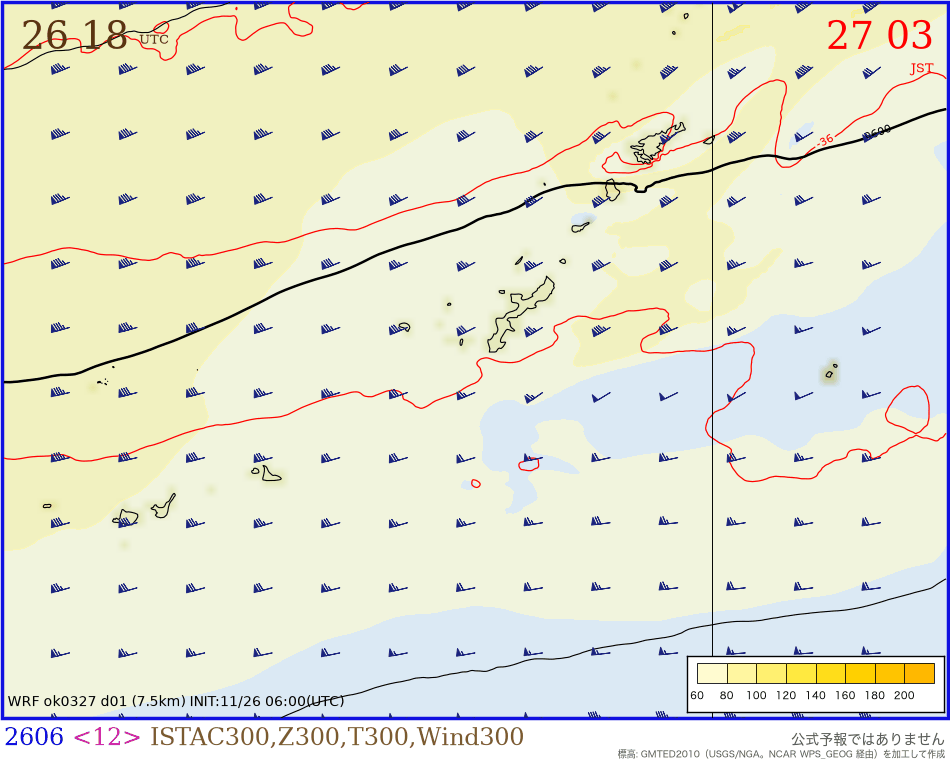 26 18 UTC
27 03
JST
-36
9600
WRF ok0327 d01 (7.5km) INIT:11/26 06:00(UTC)
60 80 100 120 140 160 180 200
2606 <12> ISTAC300,Z300,T300,Wind300
公式予報ではありません
標高: GMTED2010（USGS/NGA。NCAR WPS_GEOG 経由）を加工して作成